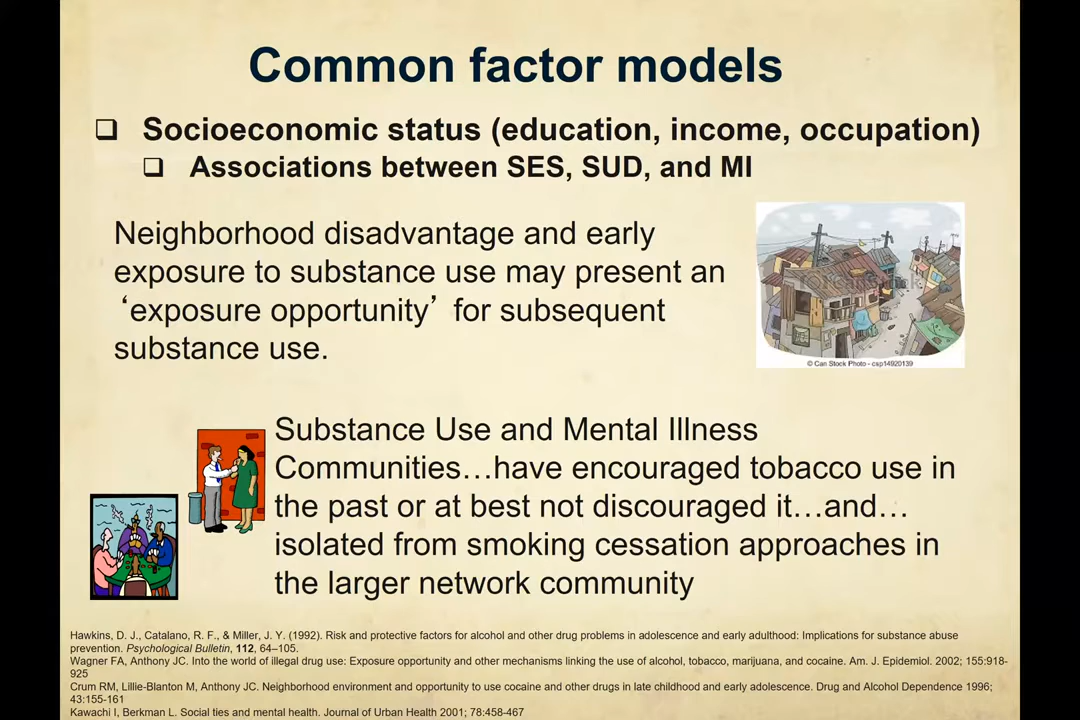 Common factor models
❑ Socioeconomic status (education, income, occupation)
❑ Associations between SES, SUD, and MI
Neighborhood disadvantage and early
exposure to substance use may present an
‘exposure opportunity’ for subsequent
substance use.
© Can Stock Photo - csp14920139
Substance Use and Mental Illness
Communities…have encouraged tobacco use in
the past or at best not discouraged it…and…
isolated from smoking cessation approaches in
the larger network community
Hawkins, D. J., Catalano, R. F., & Miller, J. Y. (1992). Risk and protective factors for alcohol and other drug problems in adolescence and early adulthood: Implications for substance abuse
prevention. Psychological Bulletin, 112, 64–105.
Wagner FA, Anthony JC. Into the world of illegal drug use: Exposure opportunity and other mechanisms linking the use of alcohol, tobacco, marijuana, and cocaine. Am. J. Epidemiol. 2002; 155:918-
925
Crum RM, Lillie-Blanton M, Anthony JC. Neighborhood environment and opportunity to use cocaine and other drugs in late childhood and early adolescence. Drug and Alcohol Dependence 1996;
43:155-161
Kawachi I, Berkman L. Social ties and mental health. Journal of Urban Health 2001; 78:458-467